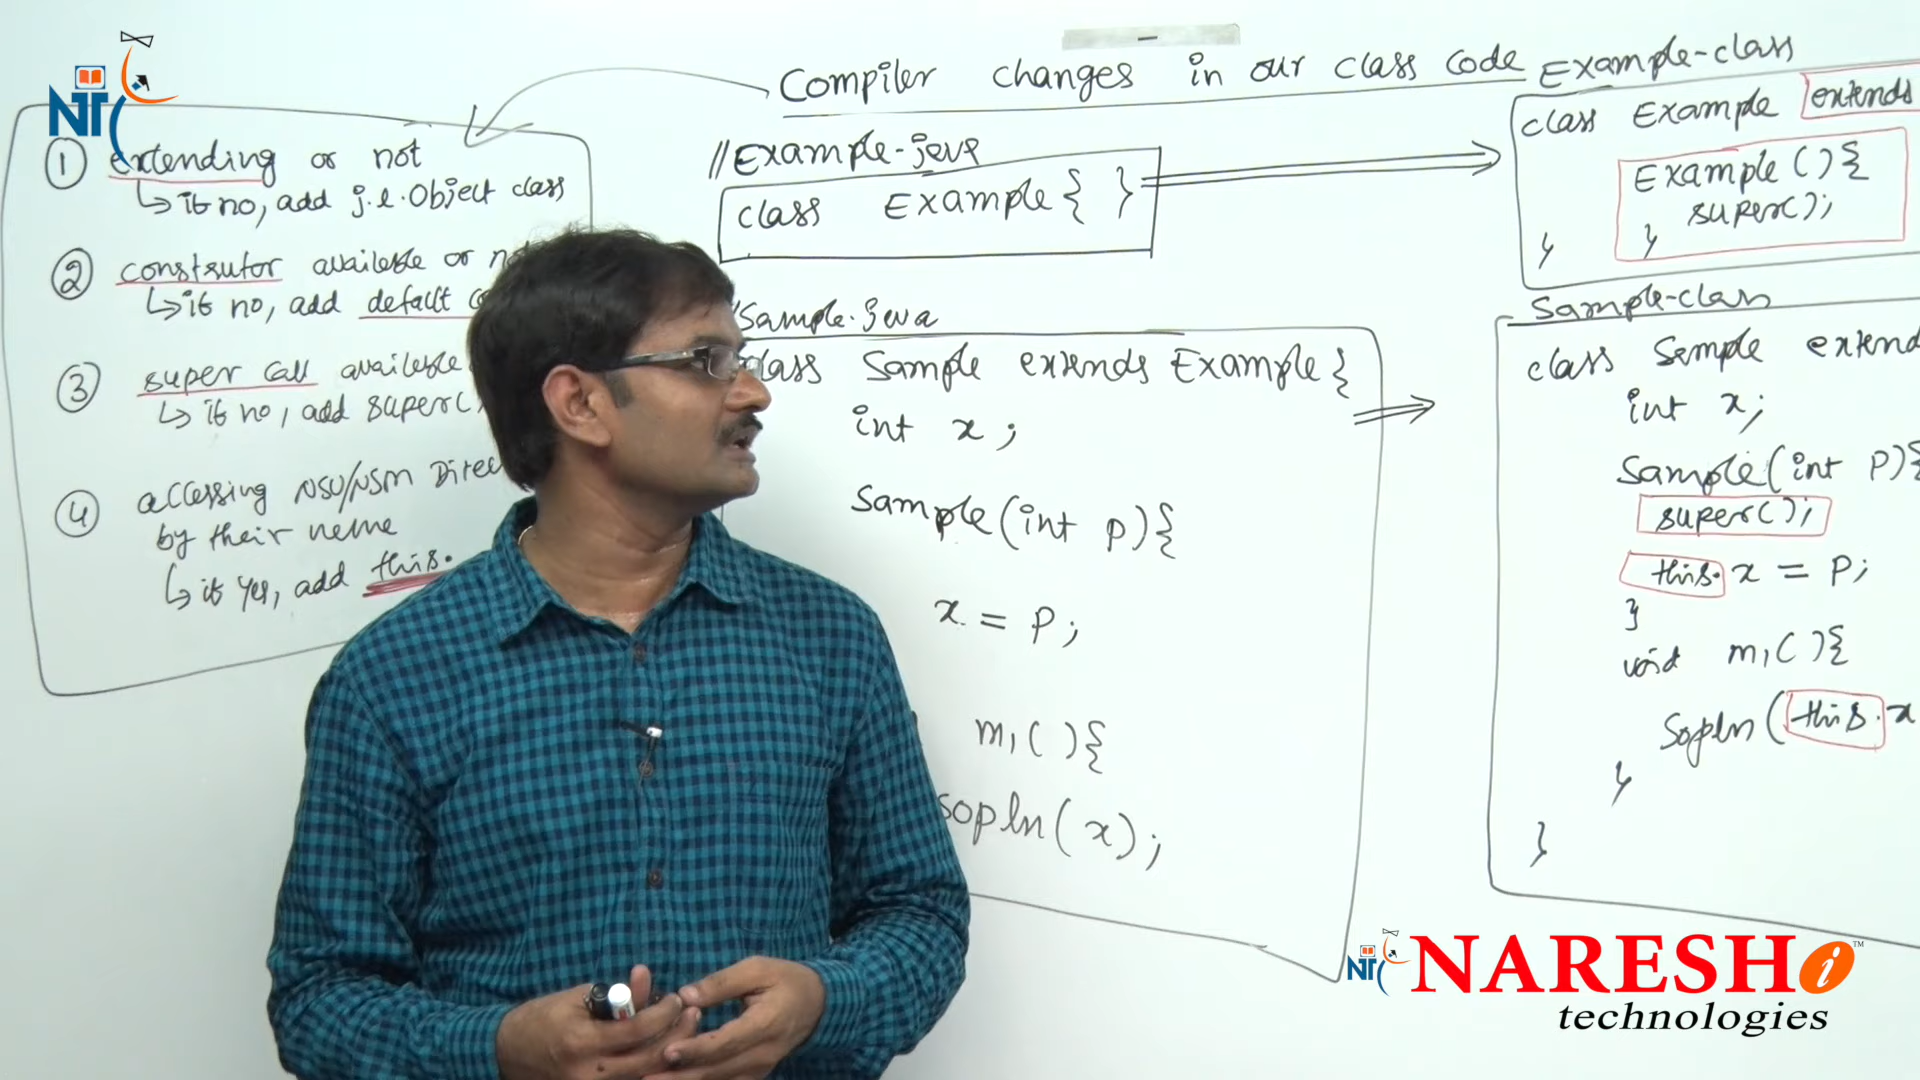 Compiler changes in our class code
① extending or not
↳ if no, add j.l.Object class
② construtor available or
↳ if no, add default
③ super call available
↳ if no, add super()
④ accessing NSV/NSM
by their name
↳ if yes, add this.
//Example.java
class Example{ }
/Sample.java
class Sample extends Example{
int x;
Sample(int p){
x = p;
m1( ){
sopln(x);
Example.class
class Example extends
Example(){
super();
}
}
Sample.class
class Sample extend
int x;
Sample(int p){
super();
this.x = p;
}
void m1( ){
Sopln(this.x
}
}
NT
NT
NARESH i ™
technologies